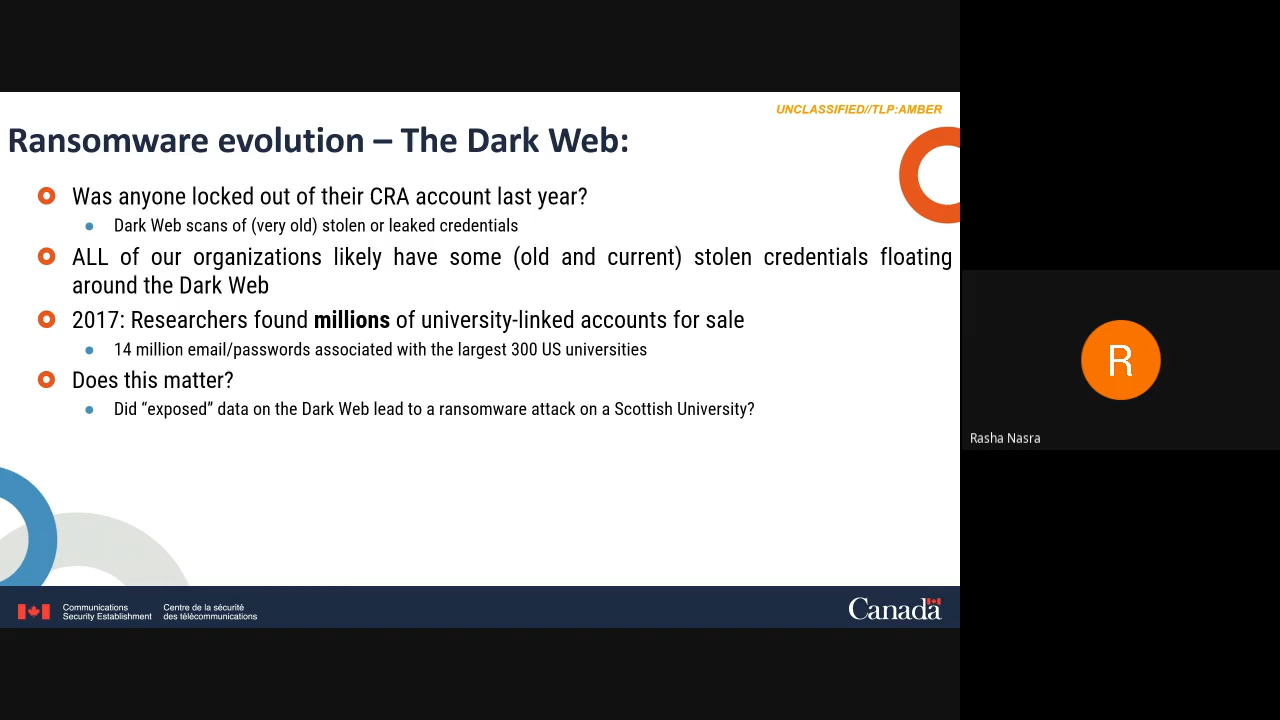 UNCLASSIFIED//TLP:AMBER
Ransomware evolution – The Dark Web:
Was anyone locked out of their CRA account last year?
Dark Web scans of (very old) stolen or leaked credentials
ALL of our organizations likely have some (old and current) stolen credentials floating
around the Dark Web
2017: Researchers found millions of university-linked accounts for sale
14 million email/passwords associated with the largest 300 US universities
Does this matter?
Did “exposed” data on the Dark Web lead to a ransomware attack on a Scottish University?
Communications
Security Establishment
Centre de la sécurité
des télécommunications
Canada
R
Rasha Nasra